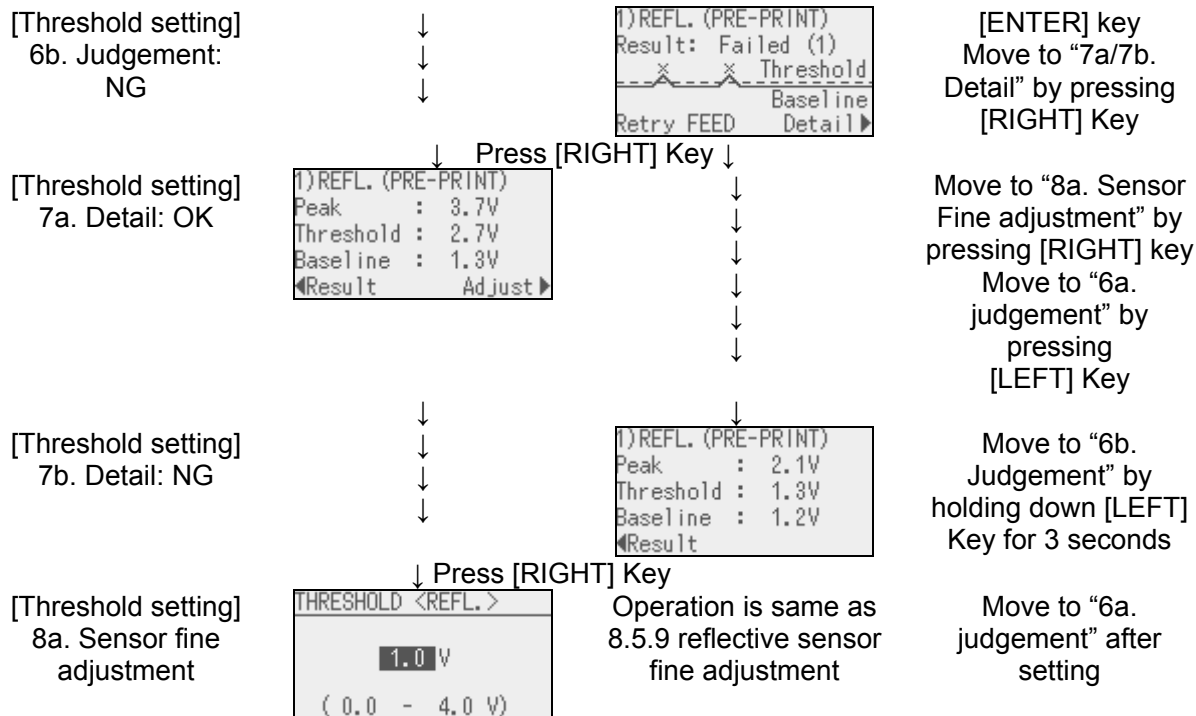 [Threshold setting]
6b. Judgement:
NG
↓
↓
↓
1)REFL.(PRE-PRINT)
Result: Failed (1)
x x Threshold
Baseline
Retry FEED Detail▶
[ENTER] key
Move to “7a/7b.
Detail” by pressing
[RIGHT] Key
↓ Press [RIGHT] Key ↓
[Threshold setting]
7a. Detail: OK
1)REFL.(PRE-PRINT)
Peak : 3.7V
Threshold : 2.7V
Baseline : 1.3V
◀Result Adjust▶
↓
↓
↓
↓
↓
↓
Move to “8a. Sensor
Fine adjustment” by
pressing [RIGHT] key
Move to “6a.
judgement” by
pressing
[LEFT] Key
[Threshold setting]
7b. Detail: NG
↓
↓
↓
↓
↓
1)REFL.(PRE-PRINT)
Peak : 2.1V
Threshold : 1.3V
Baseline : 1.2V
◀Result
Move to “6b.
Judgement” by
holding down [LEFT]
Key for 3 seconds
↓ Press [RIGHT] Key
[Threshold setting]
8a. Sensor fine
adjustment
THRESHOLD <REFL.>
1.0 V
( 0.0 - 4.0 V)
Operation is same as
8.5.9 reflective sensor
fine adjustment
Move to “6a.
judgement” after
setting